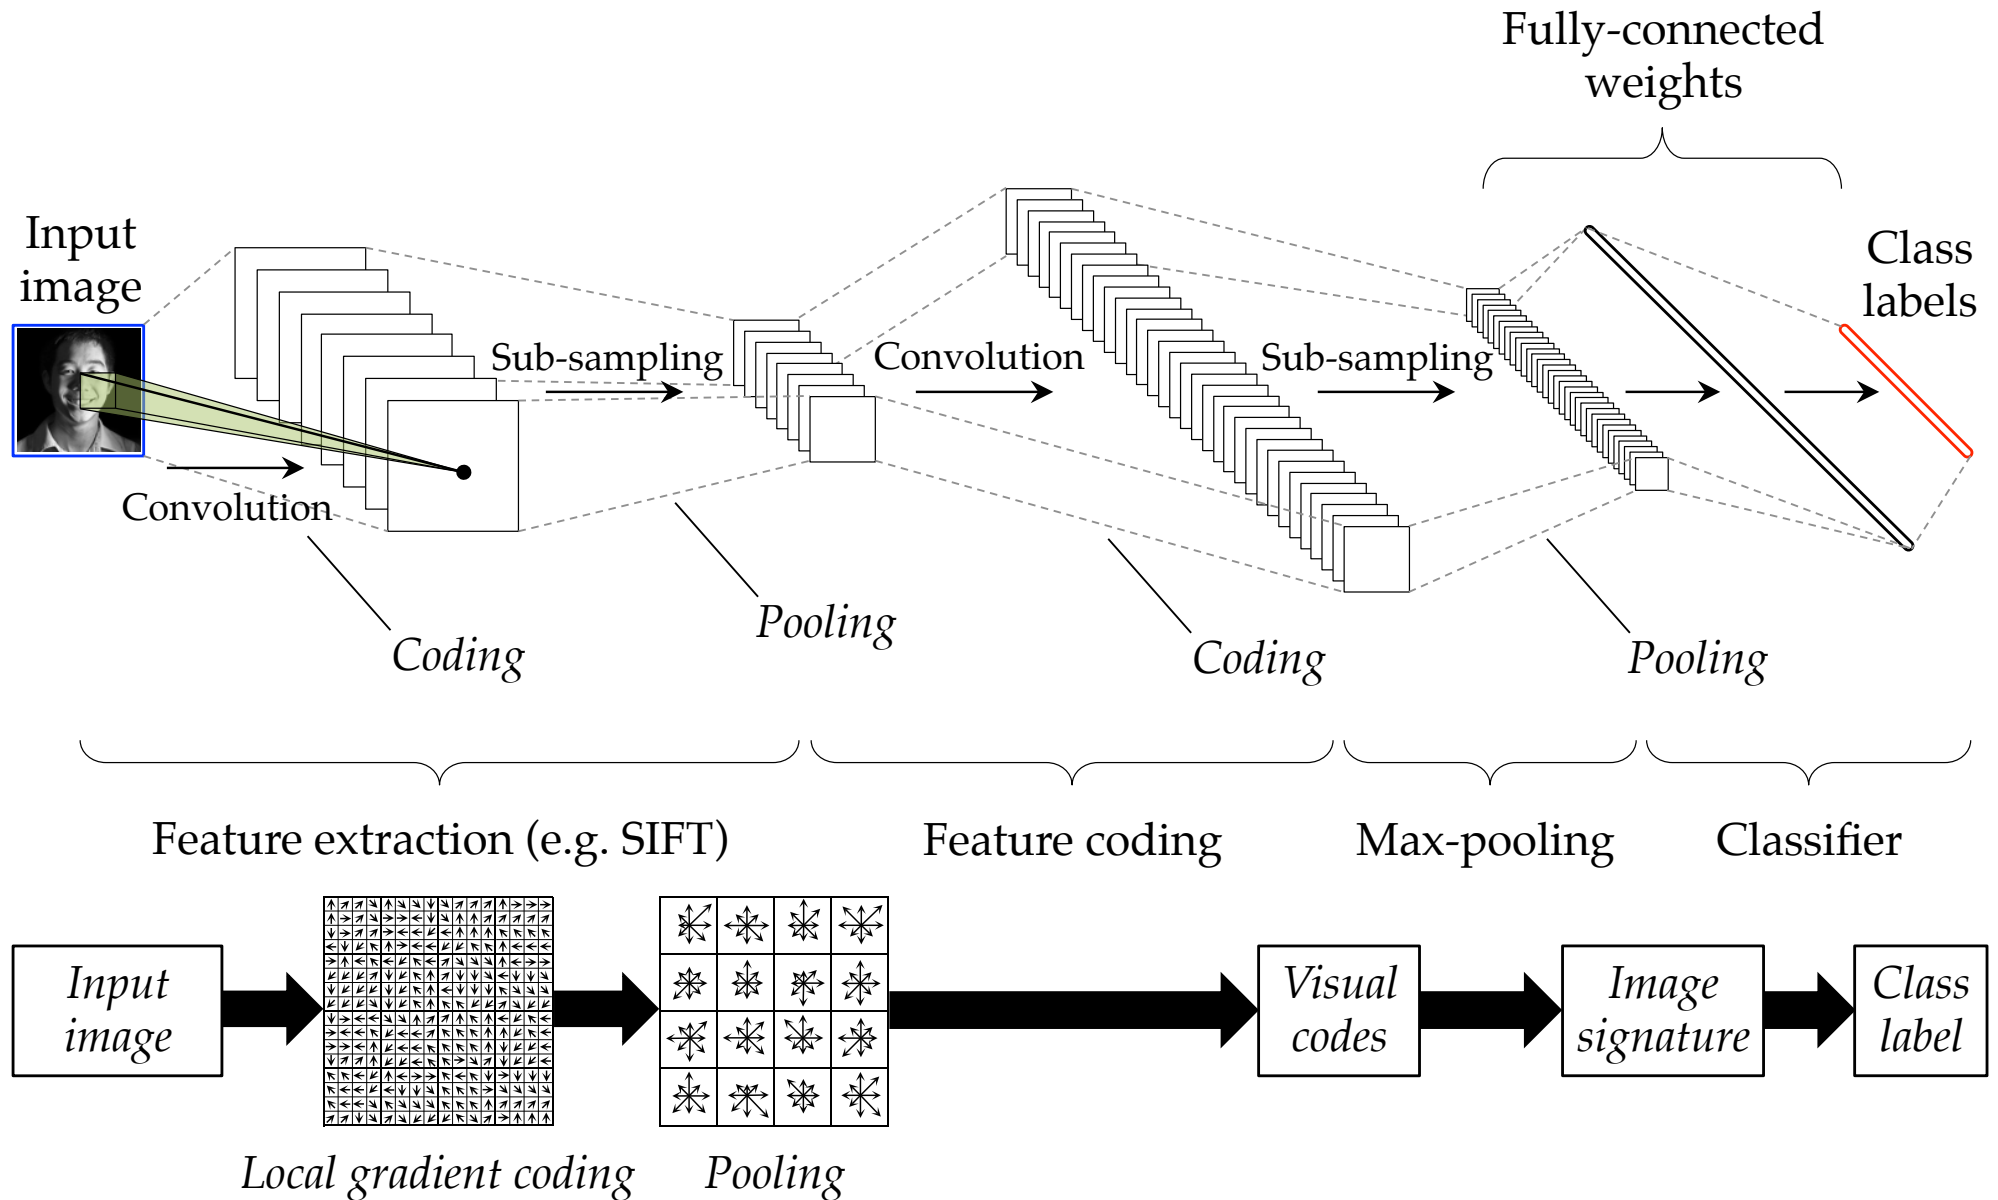 Fully-connected
weights
Input
image
Class
labels
Sub-sampling
Convolution
Sub-sampling
Convolution
Coding
Pooling
Coding
Pooling
Feature extraction (e.g. SIFT)
Feature coding
Max-pooling
Classifier
Input
image
Visual
codes
Image
signature
Class
label
Local gradient coding
Pooling